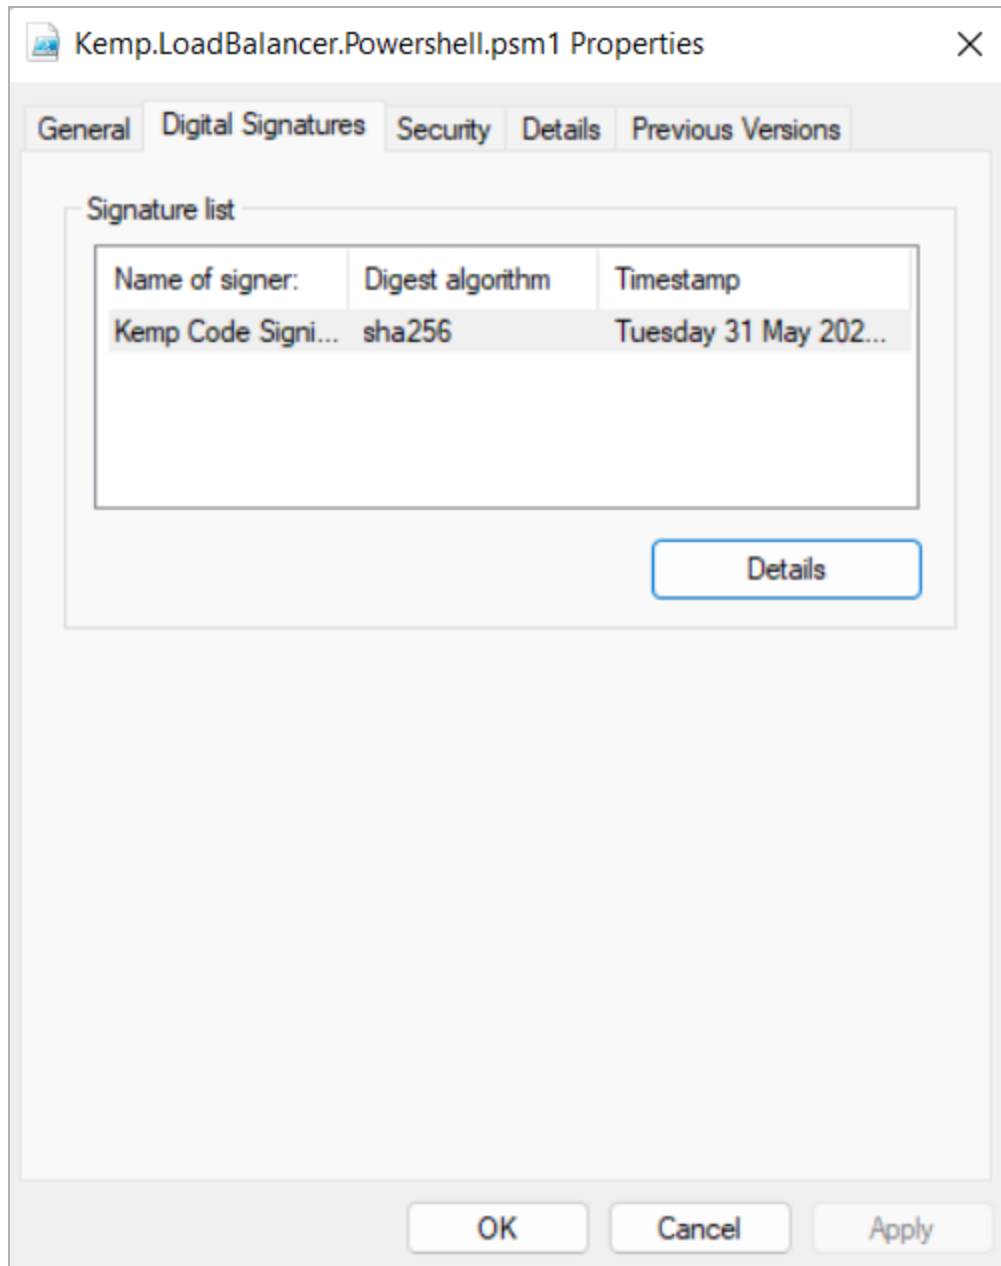 Kemp.LoadBalancer.Powershell.psm1 Properties
General Digital Signatures Security Details Previous Versions
Signature list
Name of signer: Digest algorithm Timestamp
Kemp Code Signi... sha256 Tuesday 31 May 202...
Details
OK Cancel Apply